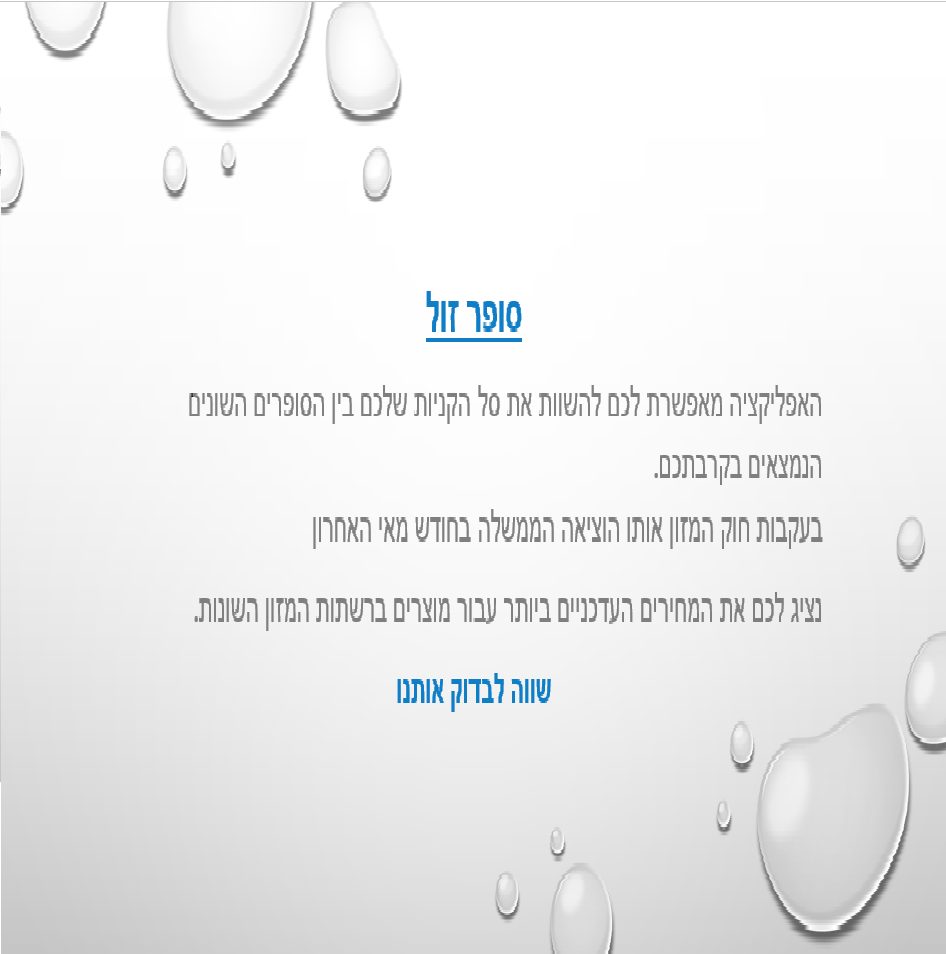 סופר זול
האפליקציה מאפשרת לכם להשוות את סל הקניות שלכם בין הסופרים השונים
הנמצאים בקרבתכם.
בעקבות חוק המזון אותו הוציאה הממשלה בחודש מאי האחרון
נציג לכם את המחירים העדכניים ביותר עבור מוצרים ברשתות המזון השונות.
שווה לבדוק אותנו